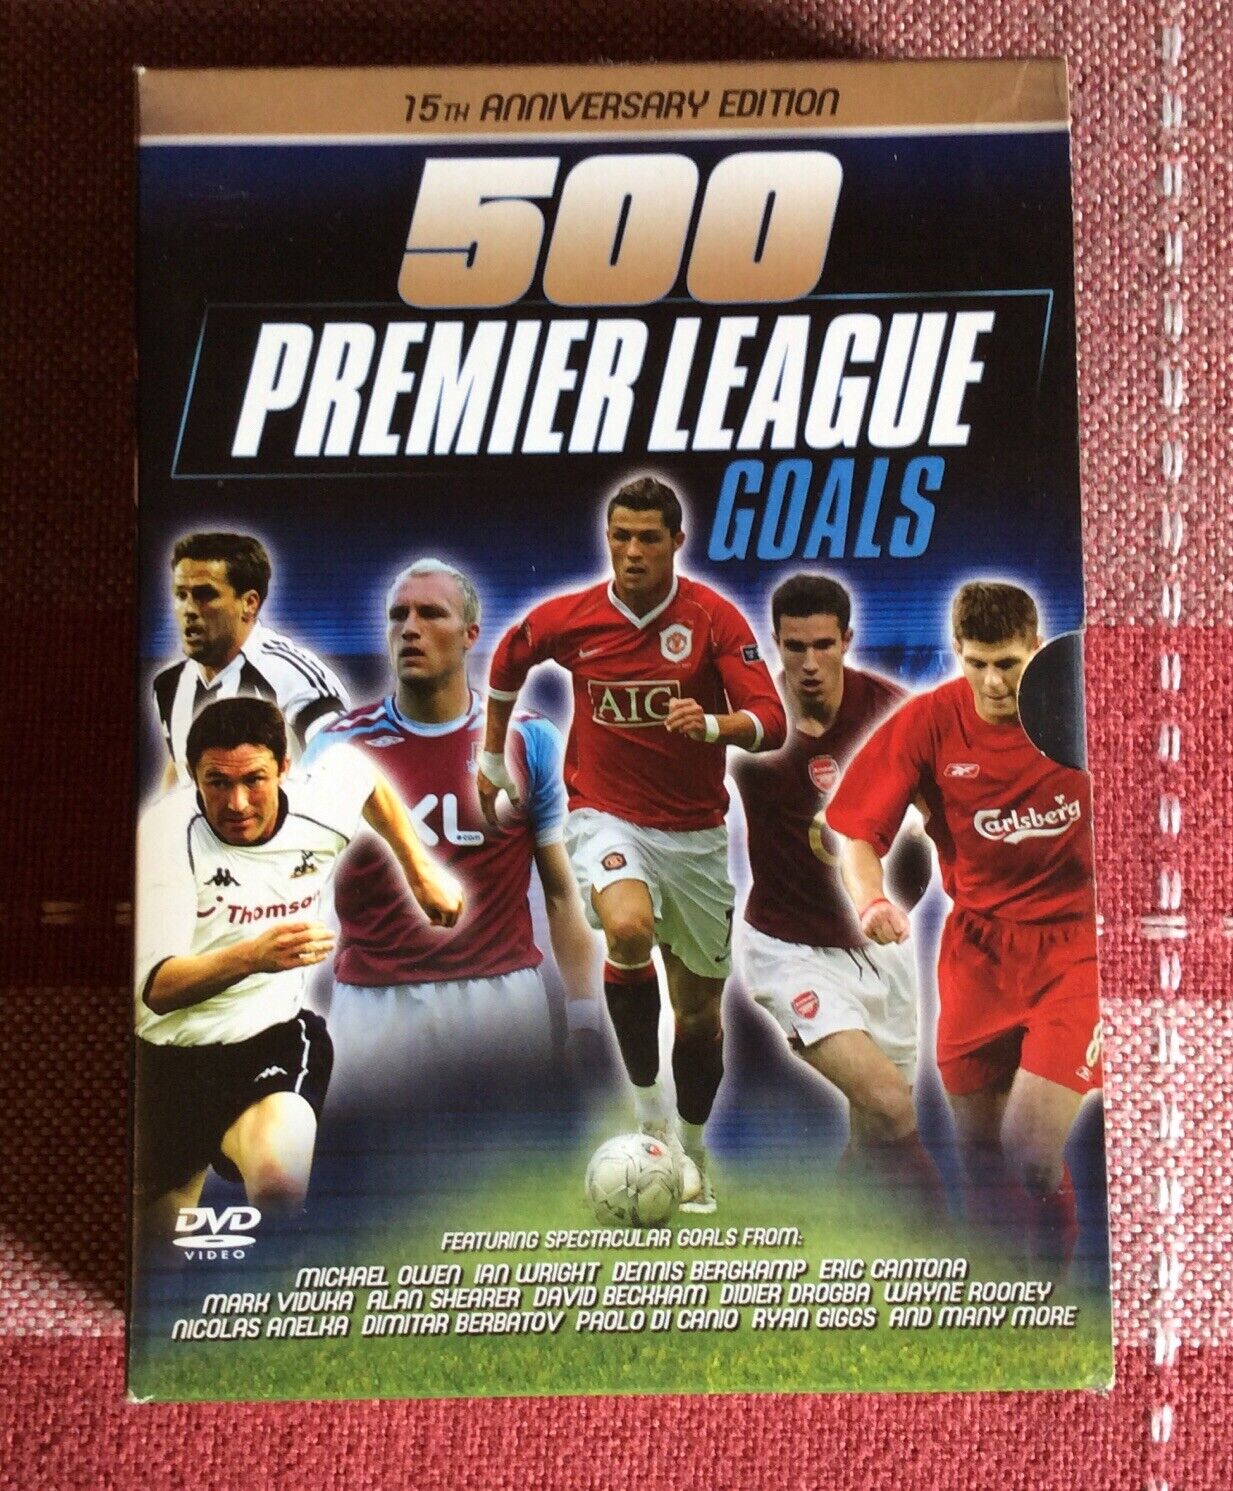 15TH ANNIVERSARY EDITION
500
PREMIER LEAGUE
GOALS
AIG
XL
.com
Carlsberg
Thomson
DVD
VIDEO
FEATURING SPECTACULAR GOALS FROM:
MICHAEL OWEN IAN WRIGHT DENNIS BERGKAMP ERIC CANTONA
MARK VIDUKA ALAN SHEARER DAVID BECKHAM DIDIER DROGBA WAYNE ROONEY
NICOLAS ANELKA DIMITAR BERBATOV PAOLO DI CANIO RYAN GIGGS AND MANY MORE